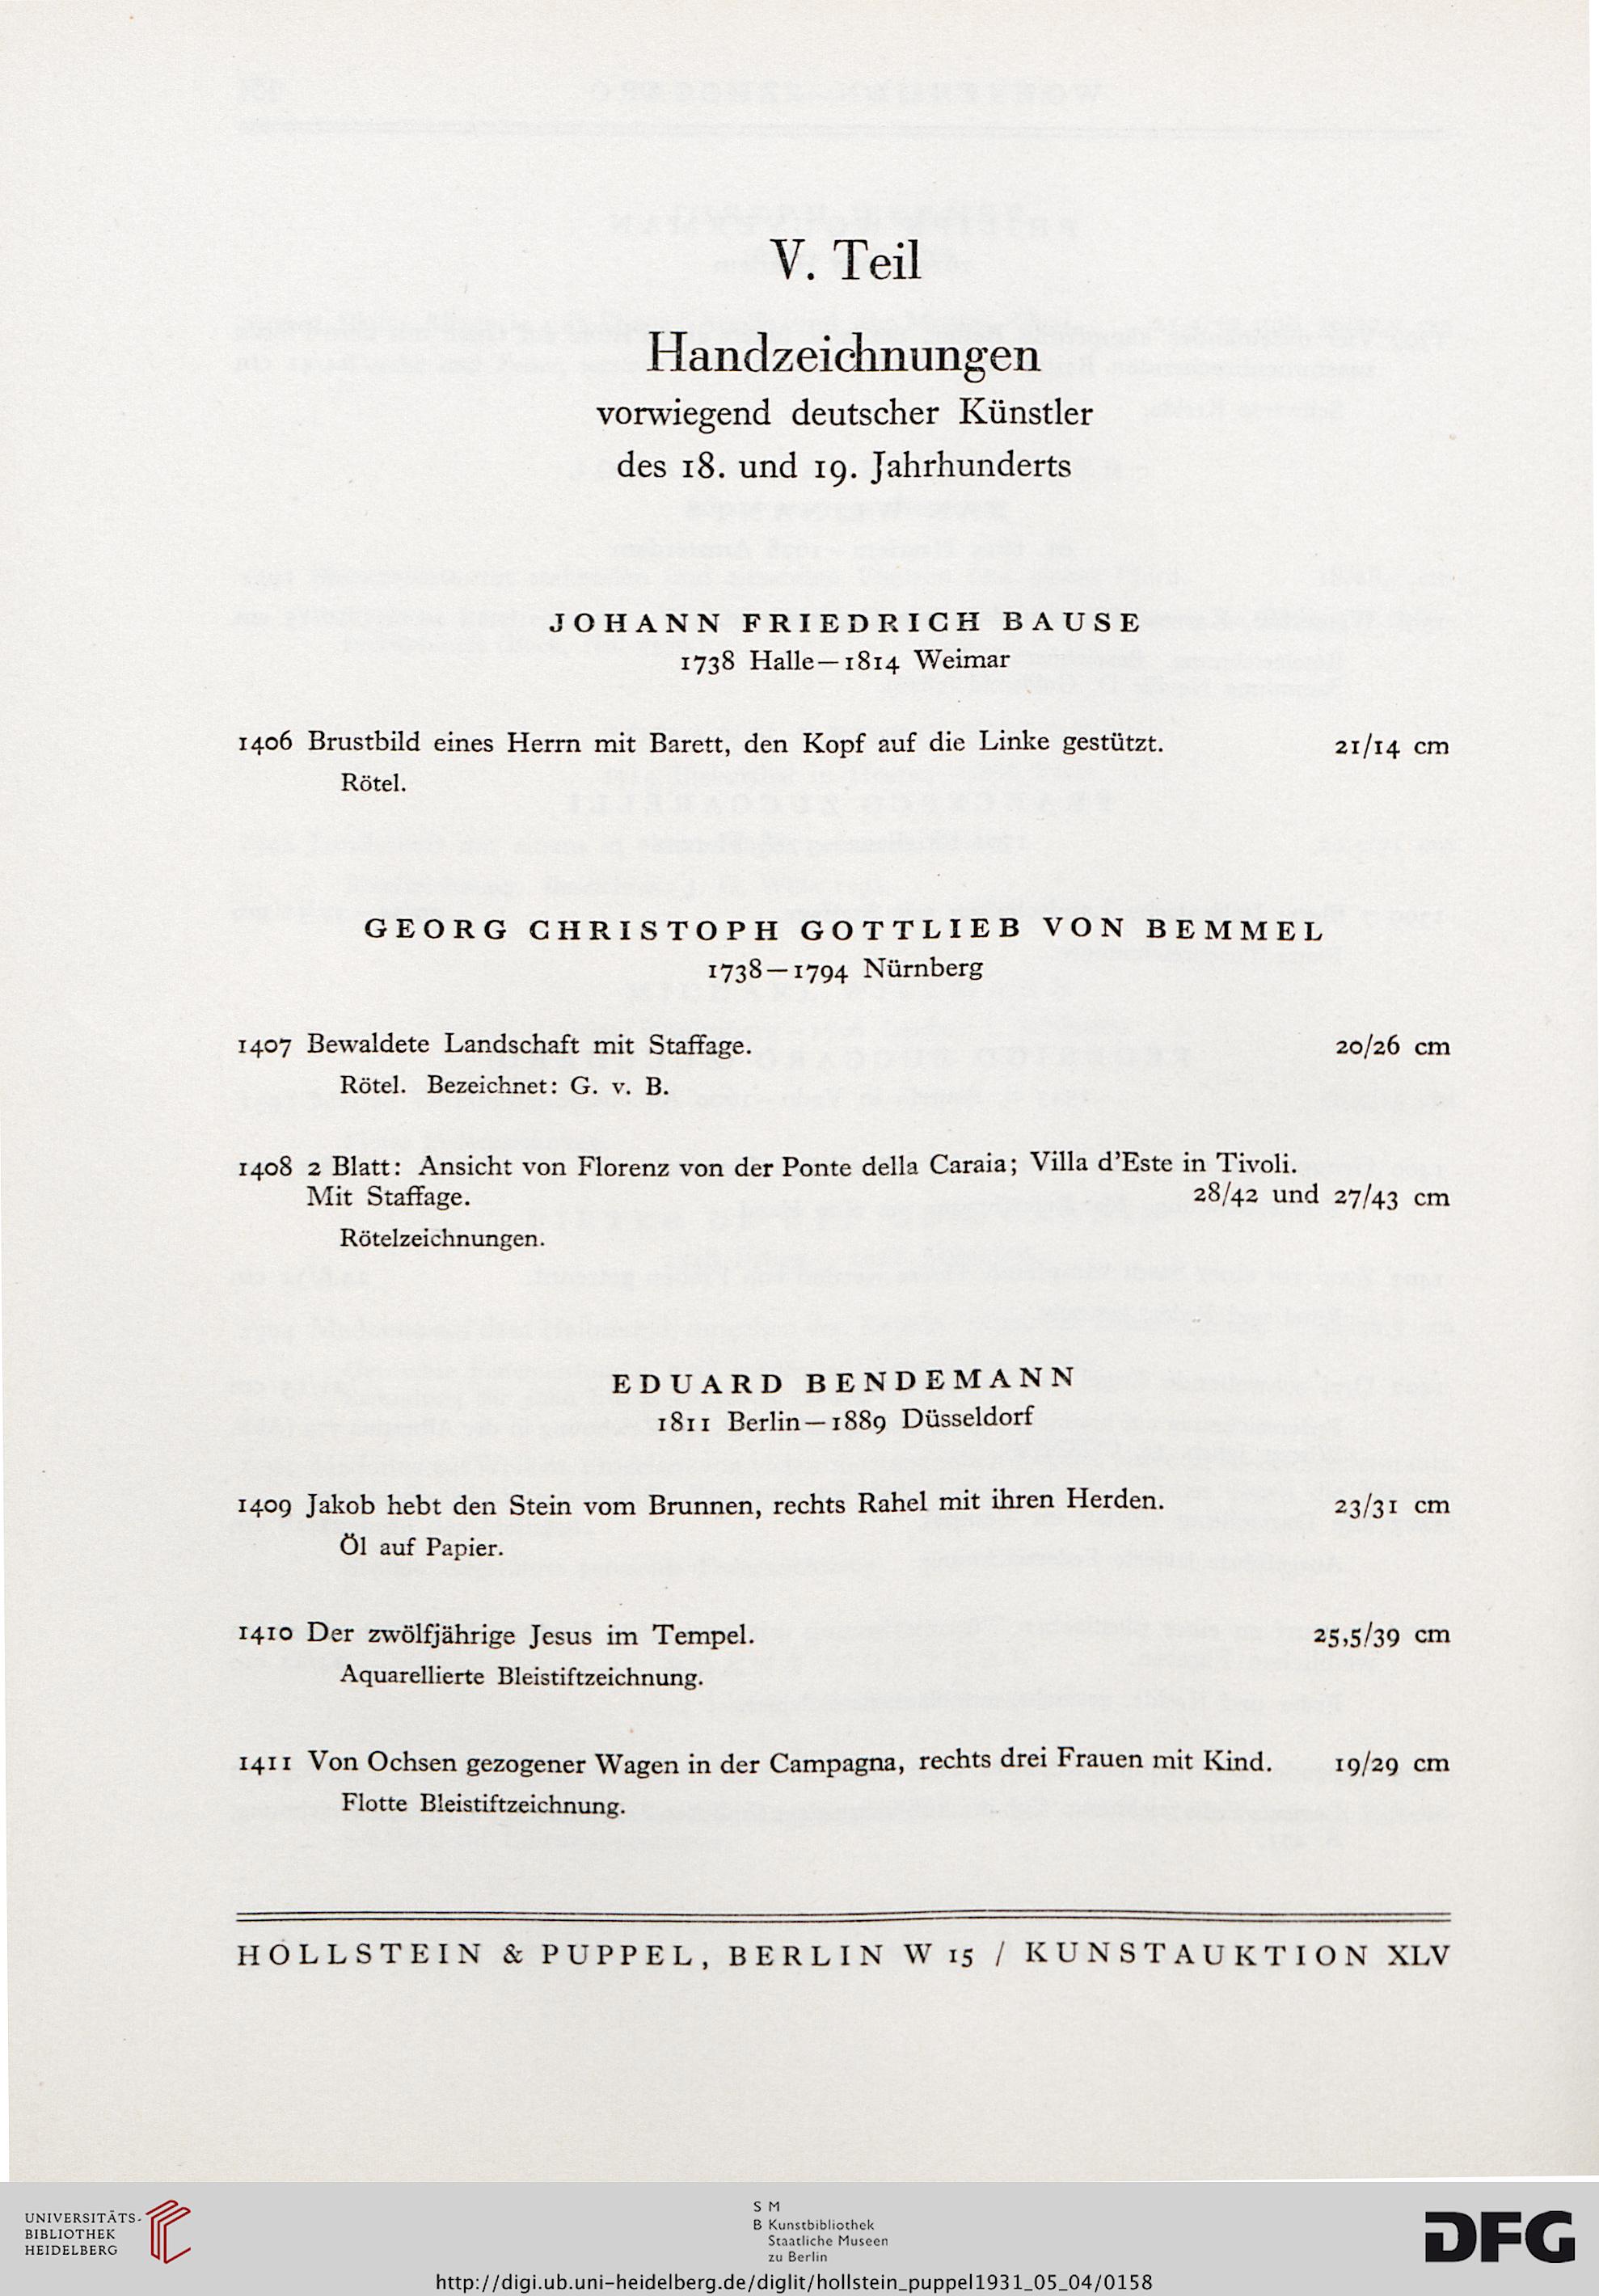 V. Teil
Handzeichnungen
vorwiegend deutscher Künstler
des 18. und 19. Jahrhunderts
JOHANN FRIEDRICH BAUSE
1738 Halle—1814 Weimar
1406 Brustbild eines Herrn mit Barett, den Kopf auf die Linke gestützt. 21/14 cm
Rötel.
GEORG CHRISTOPH GOTTLIEB VON BEMMEL
1738—1794 Nürnberg
1407 Bewaldete Landschaft mit Staffage. 20/26 cm
Rötel. Bezeichnet: G. v. B.
1408 2 Blatt: Ansicht von Florenz von der Ponte della Caraia; Villa d'Este in Tivoli.
Mit Staffage. 28/42 und 27/43 cm
Rötelzeichnungen.
EDUARD BENDEMANN
1811 Berlin—1889 Düsseldorf
1409 Jakob hebt den Stein vom Brunnen, rechts Rahel mit ihren Herden. 23/31 cm
Öl auf Papier.
1410 Der zwölfjährige Jesus im Tempel. 25,5/39 cm
Aquarellierte Bleistiftzeichnung.
1411 Von Ochsen gezogener Wagen in der Campagna, rechts drei Frauen mit Kind. 19/29 cm
Flotte Bleistiftzeichnung.
HOLLSTEIN & PUPPEL, BERLIN W 15 / KUNSTAUKTION XLV
UNIVERSITÄTS-
BIBLIOTHEK
HEIDELBERG
S M
B Kunstbibliothek
Staatliche Museen
zu Berlin
DFG
http://digi.ub.uni-heidelberg.de/diglit/hollstein_puppel1931_05_04/0158